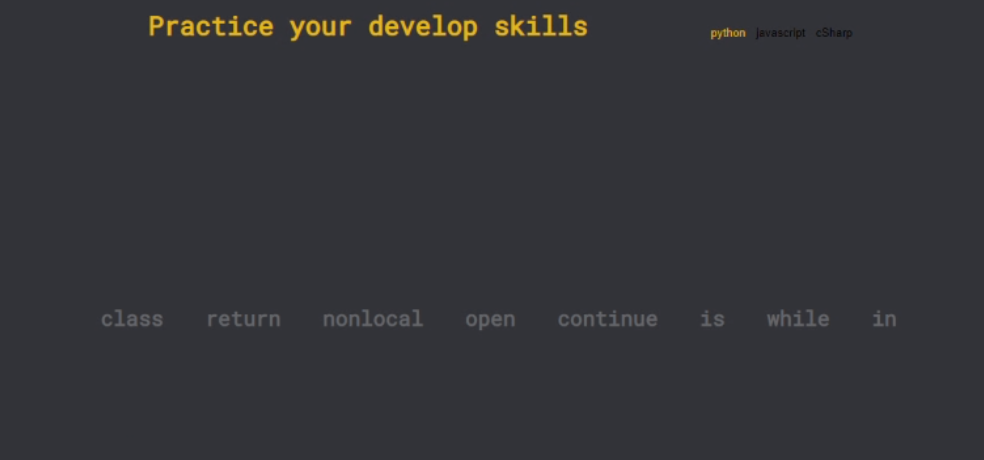 Practice your develop skills
python javascript cSharp
class return nonlocal open continue is while in